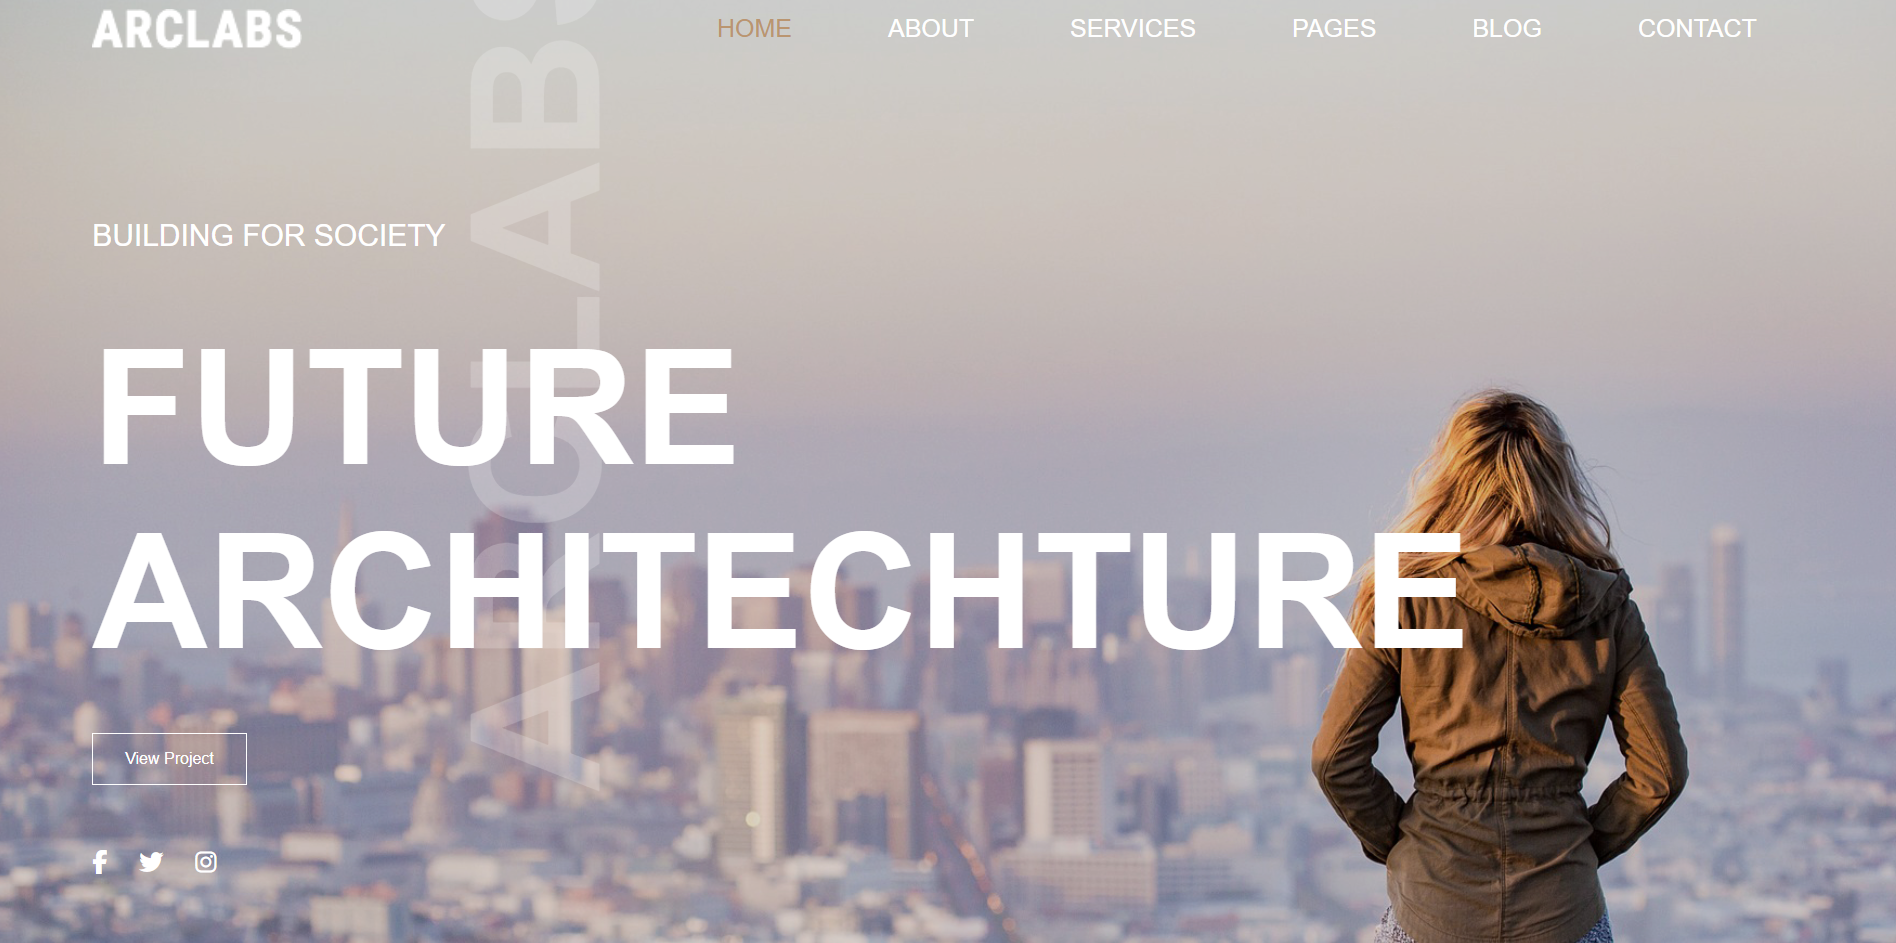 ARCLABS
HOME ABOUT SERVICES PAGES BLOG CONTACT
ARCLABS
BUILDING FOR SOCIETY
FUTURE
ARCHITECHTURE
View Project